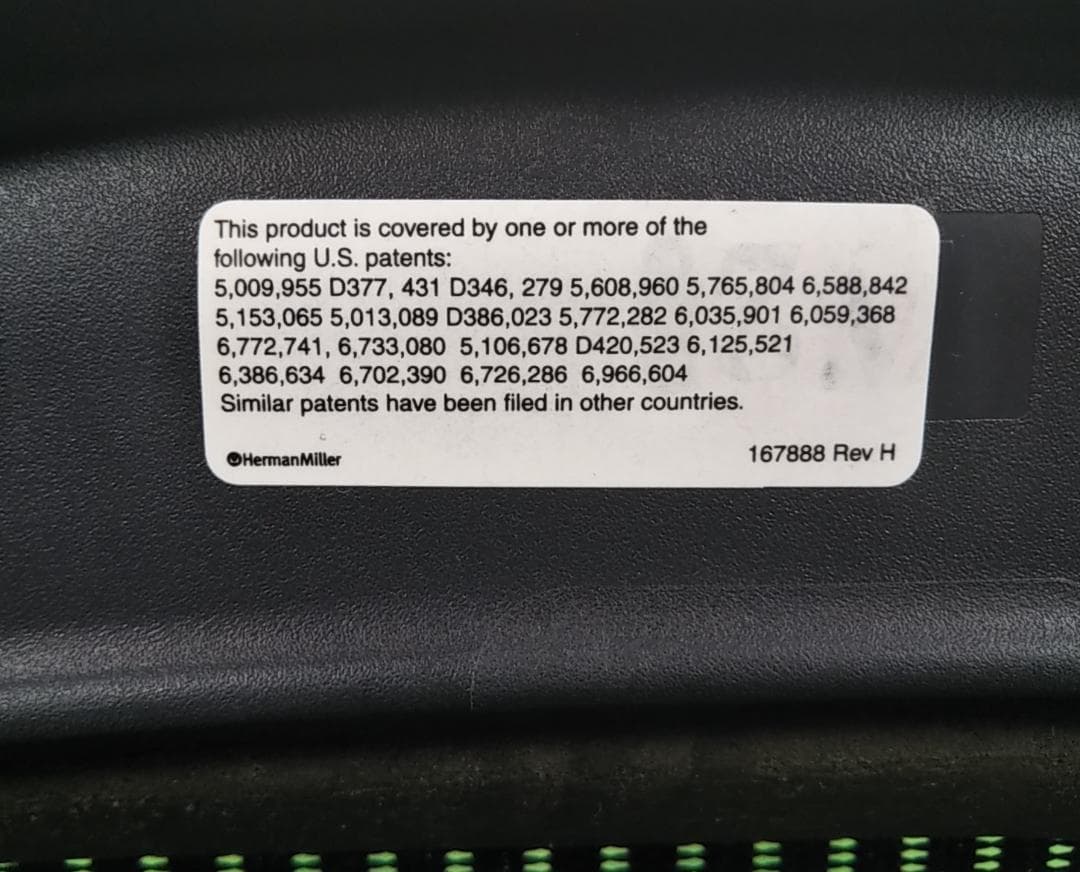 This product is covered by one or more of the
following U.S. patents:
5,009,955 D377, 431 D346, 279 5,608,960 5,765,804 6,588,842
5,153,065 5,013,089 D386,023 5,772,282 6,035,901 6,059,368
6,772,741, 6,733,080 5,106,678 D420,523 6,125,521
6,386,634 6,702,390 6,726,286 6,966,604
Similar patents have been filed in other countries.
HermanMiller 167888 Rev H